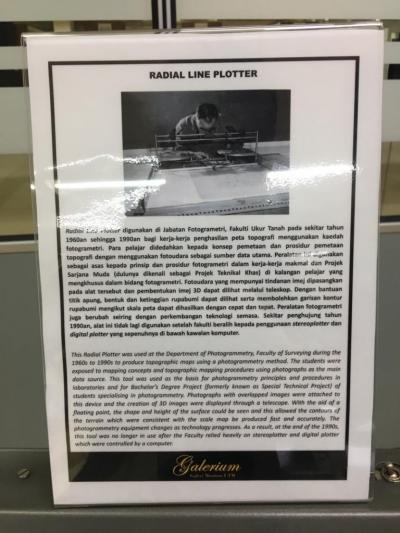 RADIAL LINE PLOTTER
Radial Line Plotter digunakan di Jabatan Fotogrametri, Fakulti Ukur Tanah pada sekitar tahun
1960an sehingga 1990an bagi kerja-kerja penghasilan peta topografi menggunakan kaedah
fotogrametri. Para pelajar didedahkan kepada konsep pemetaan dan prosidur pemetaan
topografi dengan menggunakan fotoudara sebagai sumber data utama. Peralatan ini digunakan
sebagai asas kepada prinsip dan prosidur fotogrametri dalam kerja-kerja makmal dan Projek
Sarjana Muda (dulunya dikenali sebagai Projek Teknikal Khas) di kalangan pelajar yang
mengkhusus dalam bidang fotogrametri. Fotoudara yang mempunyai tindanan imej dipasangkan
pada alat tersebut dan pembentukan imej 3D dapat dilihat melalui teleskop. Dengan bantuan
titik apung, bentuk dan ketinggian rupabumi dapat dilihat serta membolehkan garisan kontur
rupabumi mengikut skala peta dapat dihasilkan dengan cepat dan tepat. Peralatan fotogrametri
juga berubah seiring dengan perkembangan teknologi semasa. Sekitar penghujung tahun
1990an, alat ini tidak lagi digunakan setelah fakulti beralih kepada penggunaan stereoplotter dan
digital plotter yang sepenuhnya di bawah kawalan komputer.
This Radial Plotter was used at the Department of Photogrammetry, Faculty of Surveying during the
1960s to 1990s to produce topographic maps using a photogrammetry method. The students were
exposed to mapping concepts and topographic mapping procedures using photographs as the main
data source. This tool was used as the basis for photogrammetry principles and procedures in
laboratories and for Bachelor's Degree Project (formerly known as Special Technical Project) of
students specialising in photogrammetry. Photographs with overlapped images were attached to
this device and the creation of 3D images were displayed through a telescope. With the aid of a
floating point, the shape and height of the surface could be seen and this allowed the contours of
the terrain which were consistent with the scale map be produced fast and accurately. The
photogrammetry equipment changes as technology progresses. As a result, at the end of the 1990s,
this tool was no longer in use after the Faculty relied heavily on stereoplotter and digital plotter
which were controlled by a computer.
Galerium